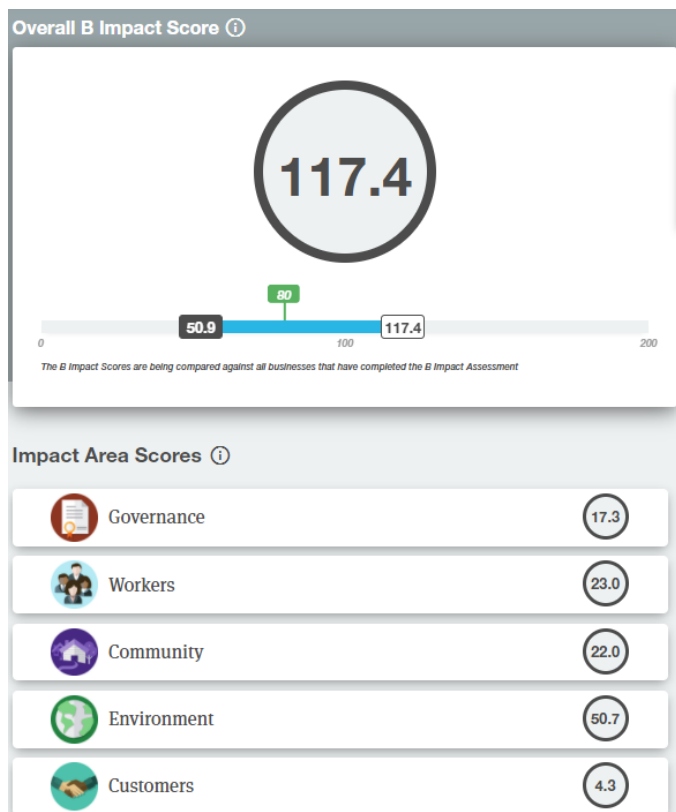 Overall B Impact Score
117.4
80
50.9
117.4
0 100 200
The B Impact Scores are being compared against all businesses that have completed the B Impact Assessment
Impact Area Scores
Governance 17.3
Workers 23.0
Community 22.0
Environment 50.7
Customers 4.3